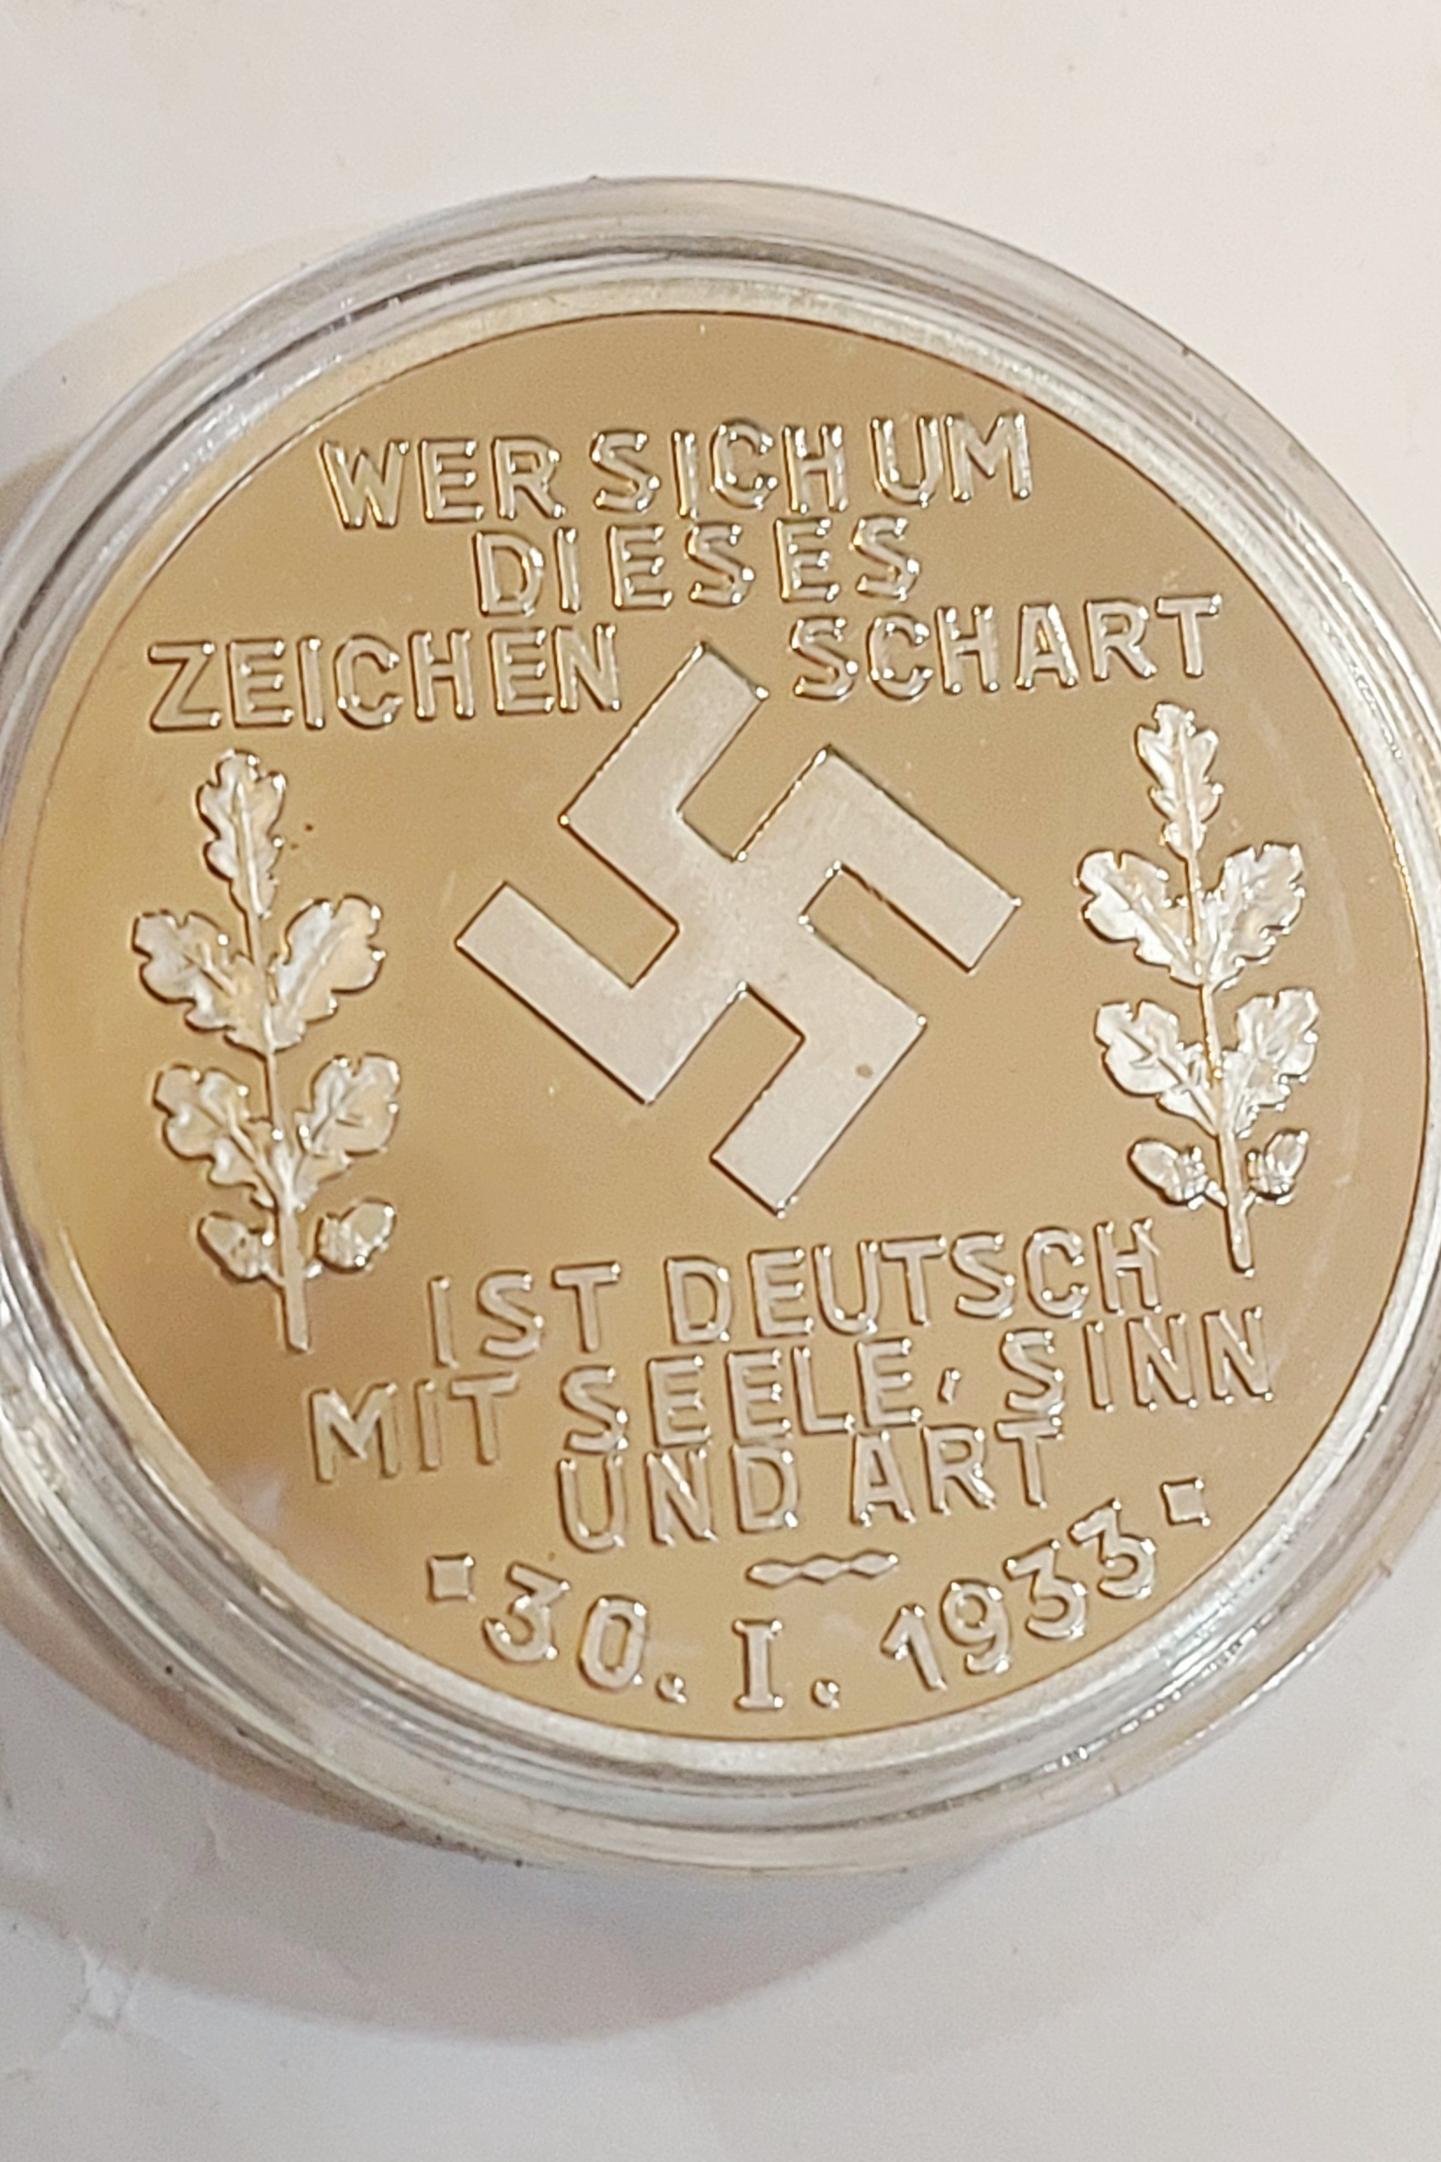 WER SICH UM
DIESES
ZEICHEN SCHART
IST DEUTSCH
MIT SEELE, SINN
UND ART
30. I. 1933